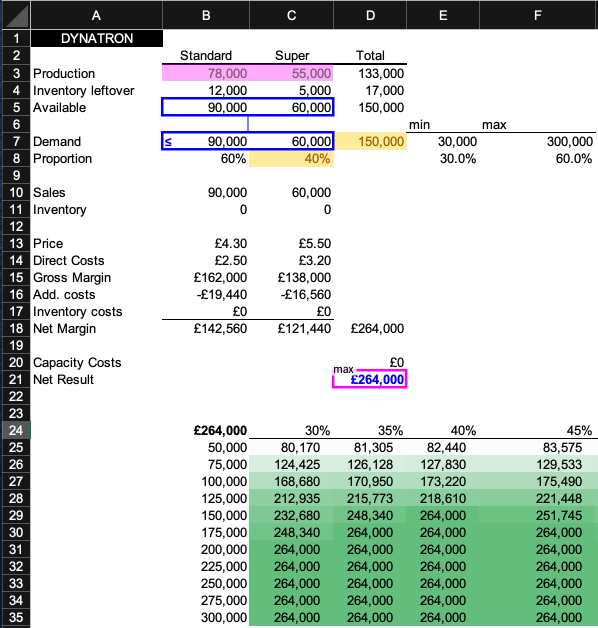 A B C D E F
1 DYNATRON
2 Standard Super Total
3 Production 78,000 55,000 133,000
4 Inventory leftover 12,000 5,000 17,000
5 Available 90,000 60,000 150,000
6 min max
7 Demand ≤ 90,000 60,000 150,000 30,000 300,000
8 Proportion 60% 40% 30.0% 60.0%
9
10 Sales 90,000 60,000
11 Inventory 0 0
12
13 Price £4.30 £5.50
14 Direct Costs £2.50 £3.20
15 Gross Margin £162,000 £138,000
16 Add. costs -£19,440 -£16,560
17 Inventory costs £0 £0
18 Net Margin £142,560 £121,440 £264,000
19
20 Capacity Costs £0
21 Net Result max £264,000
22
23
24 £264,000 30% 35% 40% 45%
25 50,000 80,170 81,305 82,440 83,575
26 75,000 124,425 126,128 127,830 129,533
27 100,000 168,680 170,950 173,220 175,490
28 125,000 212,935 215,773 218,610 221,448
29 150,000 232,680 248,340 264,000 251,745
30 175,000 248,340 264,000 264,000 264,000
31 200,000 264,000 264,000 264,000 264,000
32 225,000 264,000 264,000 264,000 264,000
33 250,000 264,000 264,000 264,000 264,000
34 275,000 264,000 264,000 264,000 264,000
35 300,000 264,000 264,000 264,000 264,000